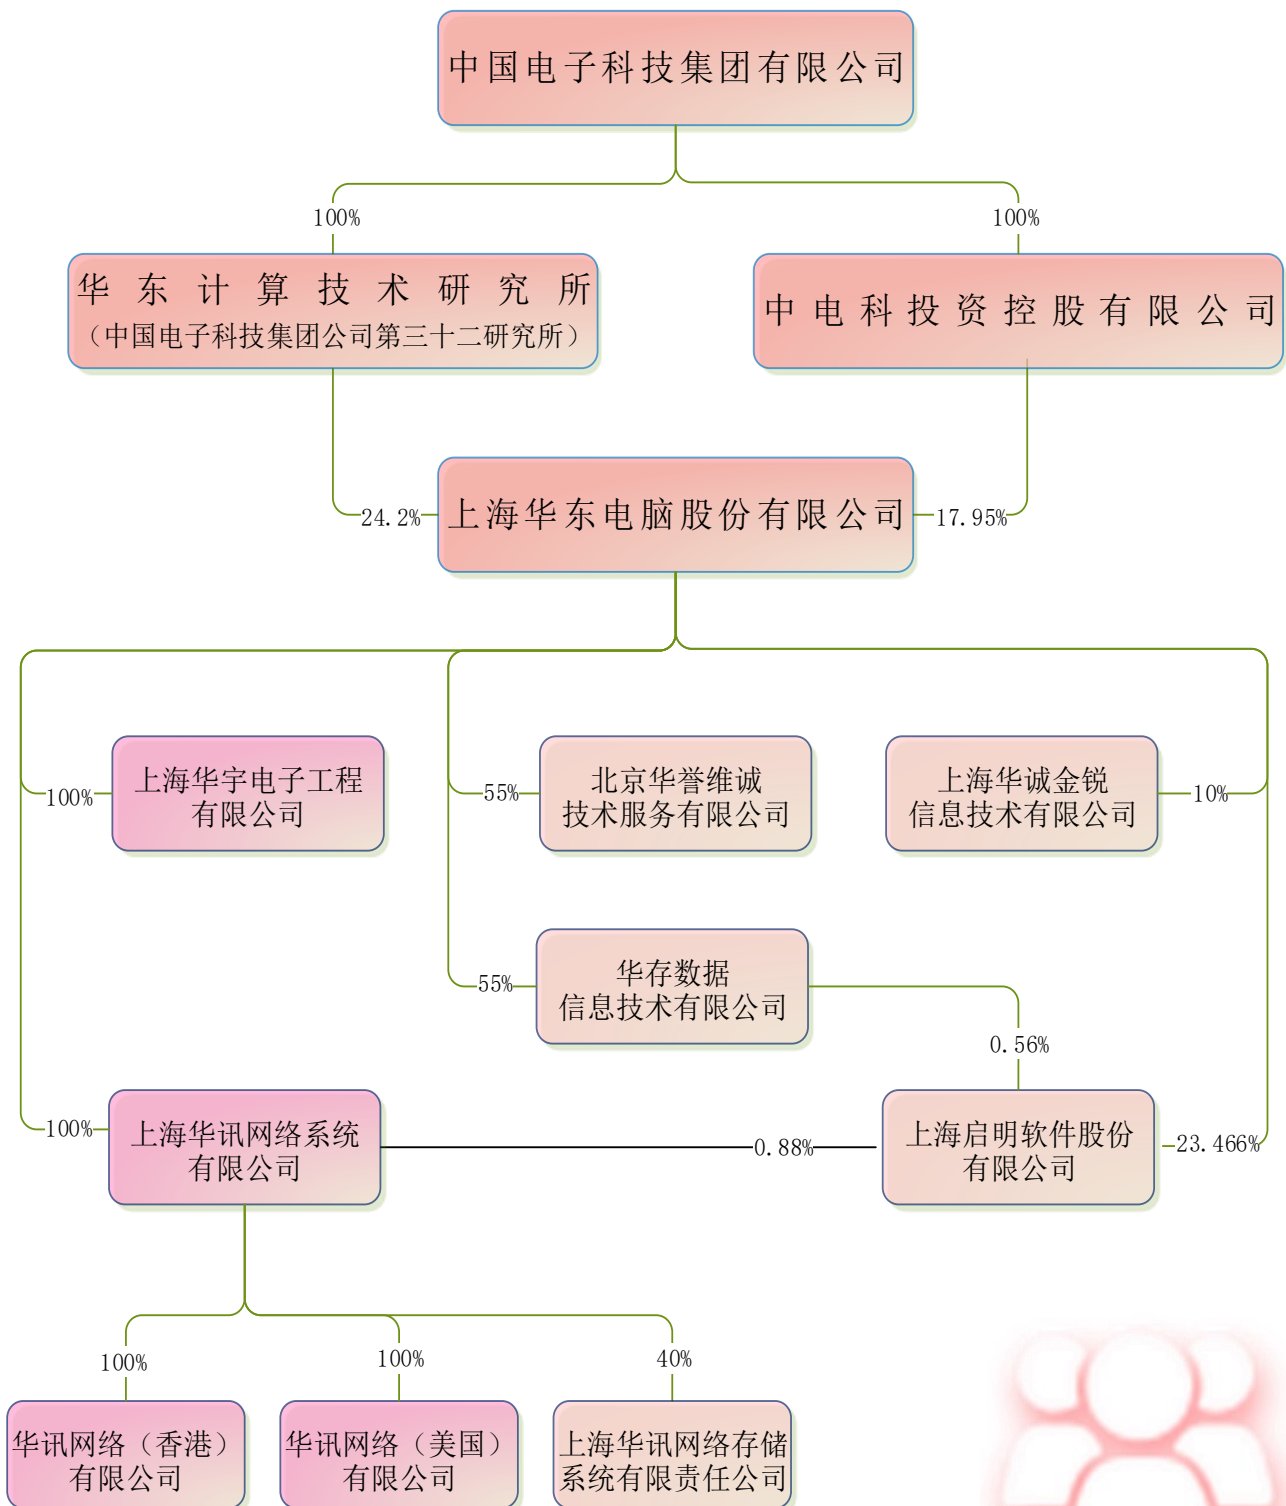 中国电子科技集团有限公司
100%
100%
华东计算技术研究所
（中国电子科技集团公司第三十二研究所）
中电科投资控股有限公司
24.2%
上海华东电脑股份有限公司
17.95%
100%
上海华宇电子工程
有限公司
55%
北京华誉维诚
技术服务有限公司
上海华诚金锐
信息技术有限公司
10%
55%
华存数据
信息技术有限公司
0.56%
100%
上海华讯网络系统
有限公司
0.88%
上海启明软件股份
有限公司
23.466%
100%
100%
40%
华讯网络（香港）
有限公司
华讯网络（美国）
有限公司
上海华讯网络存储
系统有限责任公司